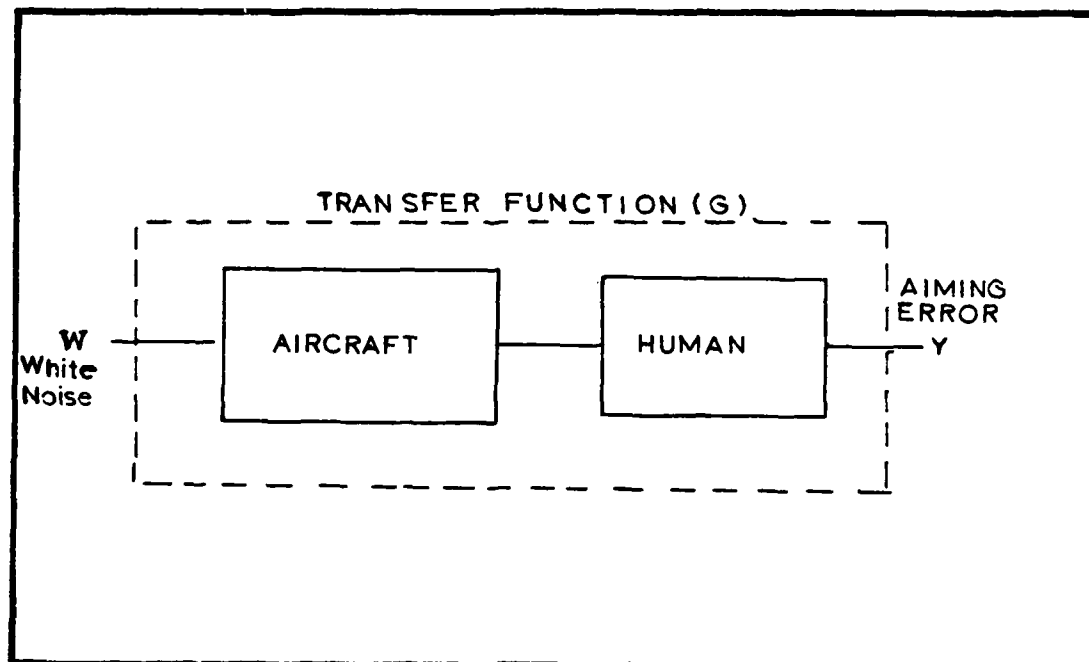 TRANSFER FUNCTION (G)
AIMING
ERROR
W
White
Noise
AIRCRAFT
HUMAN
Y